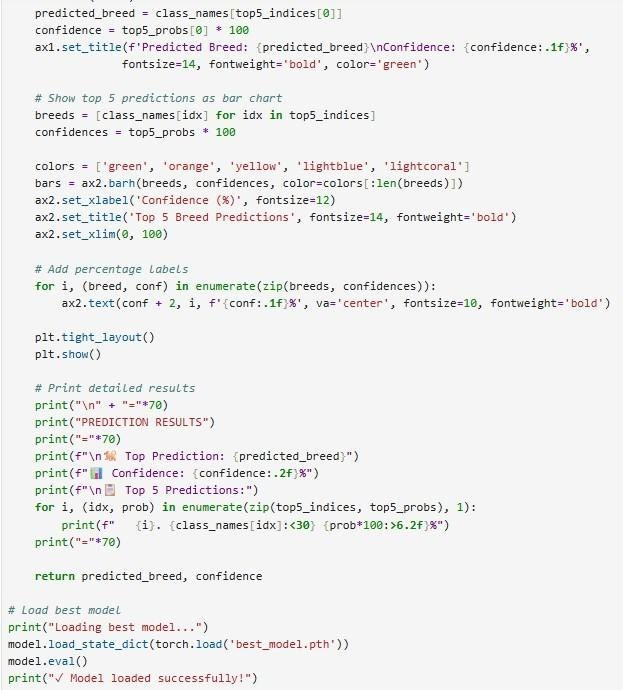 predicted_breed = class_names[top5_indices[0]]
confidence = top5_probs[0] * 100
ax1.set_title(f'Predicted Breed: {predicted_breed}\nConfidence: {confidence:.1f}%',
fontsize=14, fontweight='bold', color='green')
# Show top 5 predictions as bar chart
breeds = [class_names[idx] for idx in top5_indices]
confidences = top5_probs * 100
colors = ['green', 'orange', 'yellow', 'lightblue', 'lightcoral']
bars = ax2.barh(breeds, confidences, color=colors[:len(breeds)])
ax2.set_xlabel('Confidence (%)', fontsize=12)
ax2.set_title('Top 5 Breed Predictions', fontsize=14, fontweight='bold')
ax2.set_xlim(0, 100)
# Add percentage labels
for i, (breed, conf) in enumerate(zip(breeds, confidences)):
ax2.text(conf + 2, i, f'{conf:.1f}%', va='center', fontsize=10, fontweight='bold')
plt.tight_layout()
plt.show()
# Print detailed results
print("\n" + "="*70)
print("PREDICTION RESULTS")
print("="*70)
print(f"\n🐕 Top Prediction: {predicted_breed}")
print(f"📊 Confidence: {confidence:.2f}%")
print(f"\n📋 Top 5 Predictions:")
for i, (idx, prob) in enumerate(zip(top5_indices, top5_probs), 1):
print(f"   {i}. {class_names[idx]:<30} {prob*100:>6.2f}%")
print("="*70)
return predicted_breed, confidence
# Load best model
print("Loading best model...")
model.load_state_dict(torch.load('best_model.pth'))
model.eval()
print("✓ Model loaded successfully!")